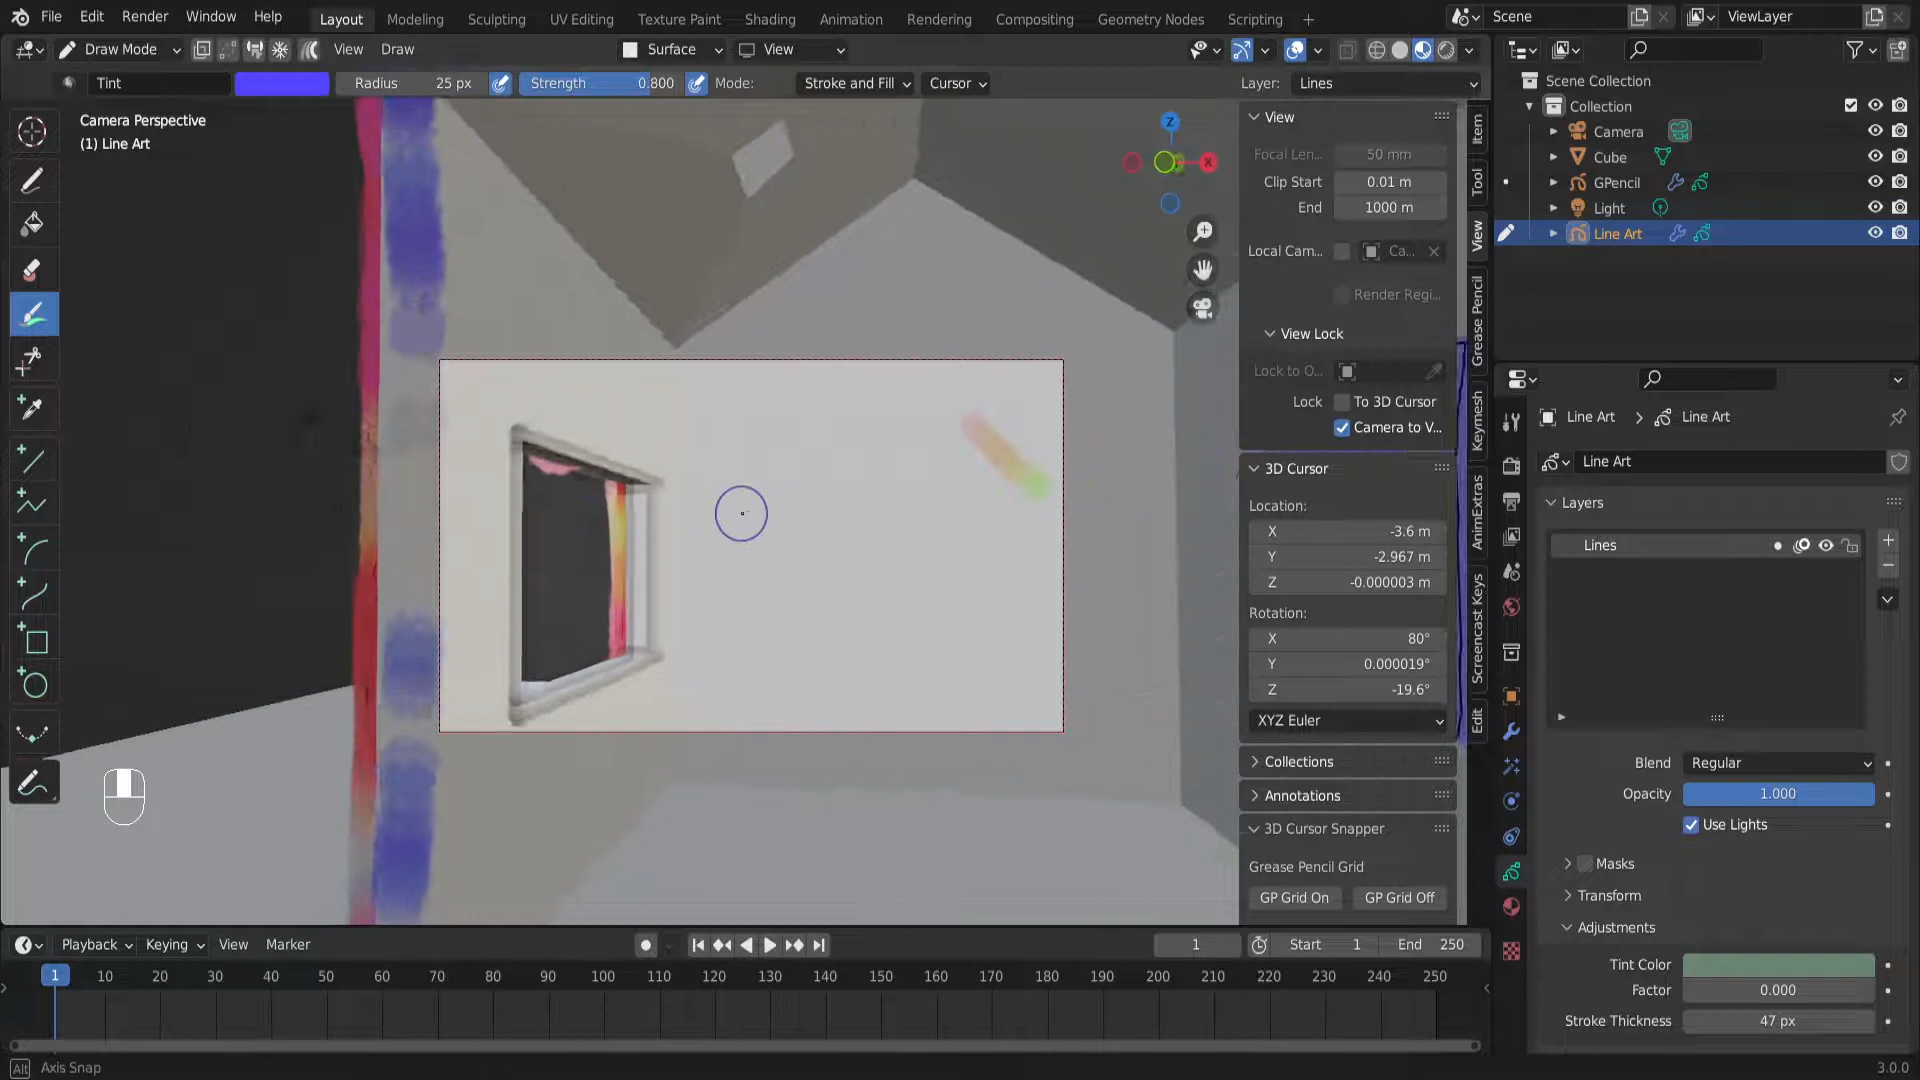 File Edit Render Window Help Layout Modeling Sculpting UV Editing Texture Paint Shading Animation Rendering Compositing Geometry Nodes Scripting + Scene ViewLayer
Draw Mode View Draw Surface View
Tint Radius 25 px Strength 0.800 Mode: Stroke and Fill Cursor Layer: Lines
Camera Perspective
(1) Line Art
Z
X
View
Focal Len... 50 mm
Clip Start 0.01 m
End 1000 m
Local Cam... Ca...
Render Regi...
View Lock
Lock to O...
Lock To 3D Cursor
Camera to V...
3D Cursor
Location:
X -3.6 m
Y -2.967 m
Z -0.000003 m
Rotation:
X 80°
Y 0.000019°
Z -19.6°
XYZ Euler
Collections
Annotations
3D Cursor Snapper
Grease Pencil Grid
GP Grid On GP Grid Off
Item
Tool
View
Grease Pencil
Keymesh
AnimExtras
Screencast Keys
Edit
Scene Collection
Collection
Camera
Cube
GPencil
Light
Line Art
Line Art > Line Art
Line Art
Layers
Lines
Blend Regular
Opacity 1.000
Use Lights
Masks
Transform
Adjustments
Tint Color
Factor 0.000
Stroke Thickness 47 px
Playback Keying View Marker 1 Start 1 End 250
1 10 20 30 40 50 60 70 80 90 100 110 120 130 140 150 160 170 180 190 200 210 220 230 240 250
Alt Axis Snap 3.0.0